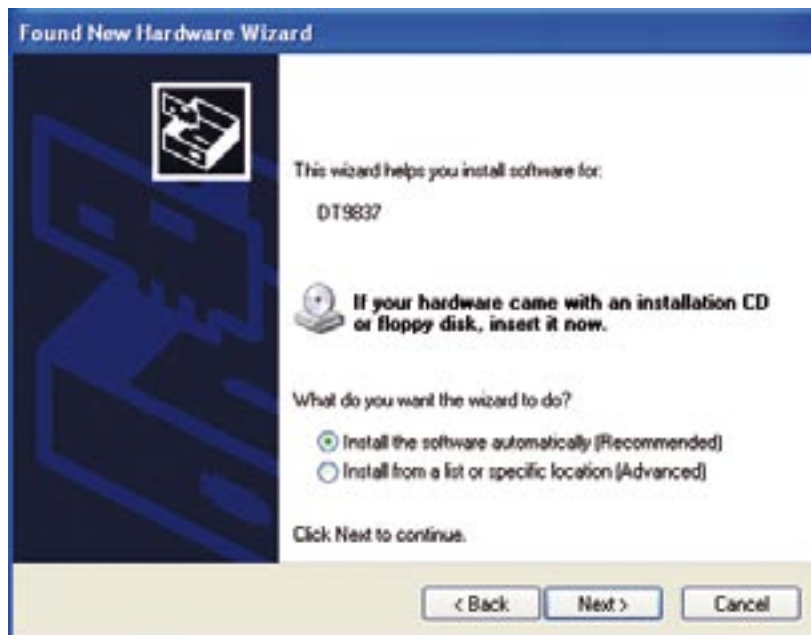 Found New Hardware Wizard
This wizard helps you install software for:
DT9837
If your hardware came with an installation CD
or floppy disk, insert it now.
What do you want the wizard to do?
Install the software automatically (Recommended)
Install from a list or specific location (Advanced)
Click Next to continue.
< Back Next > Cancel